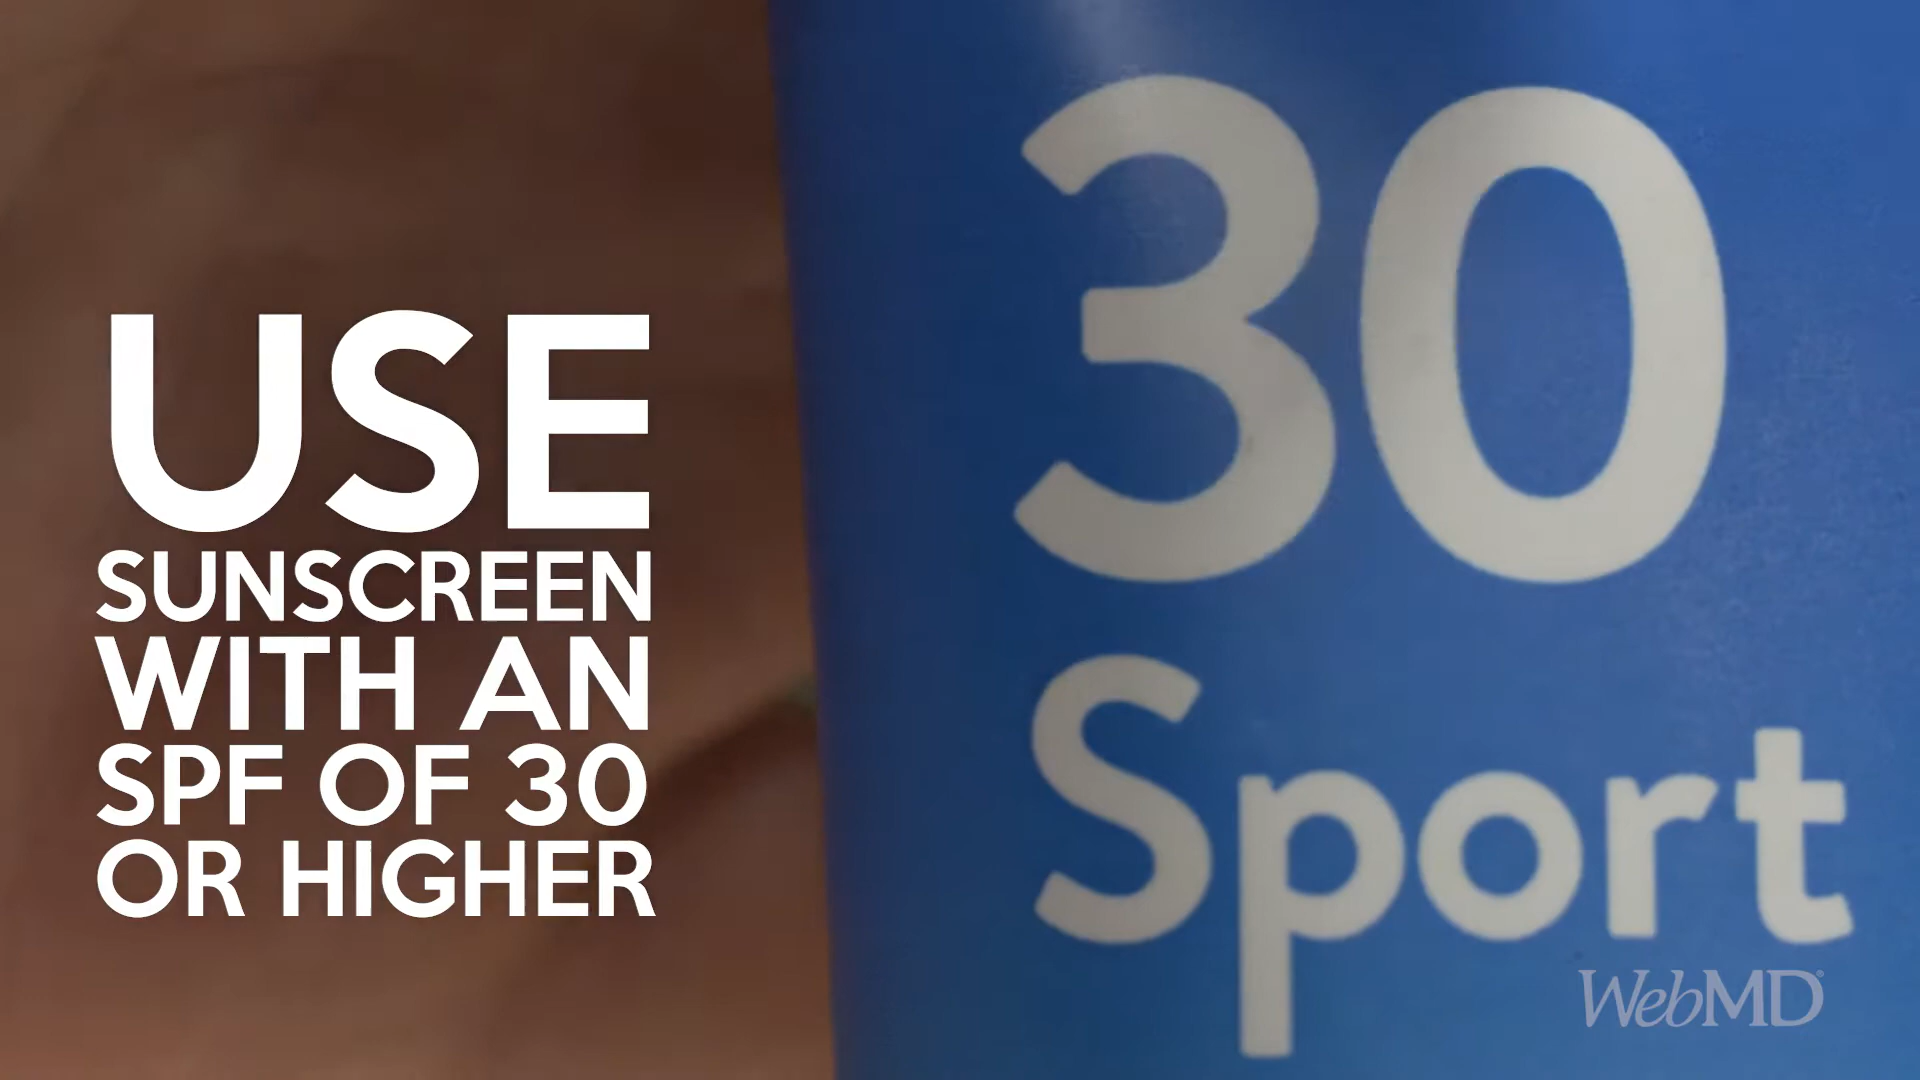 USE
SUNSCREEN
WITH AN
SPF OF 30
OR HIGHER
30
Sport
WebMD